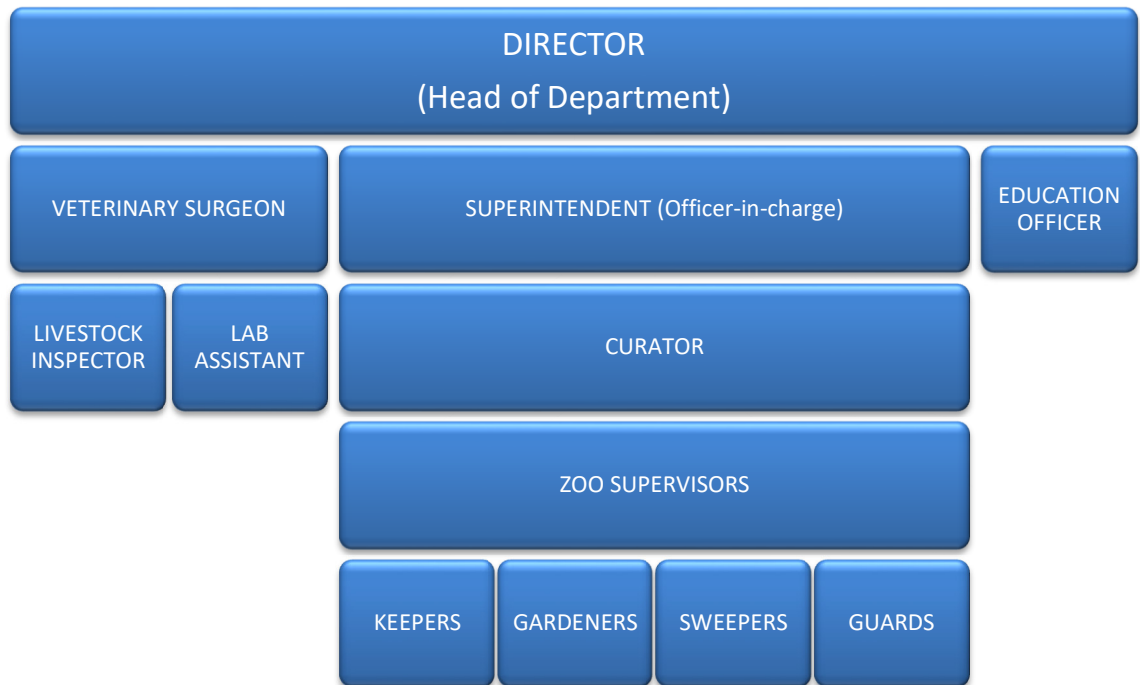 DIRECTOR
(Head of Department)
VETERINARY SURGEON
SUPERINTENDENT (Officer-in-charge)
EDUCATION
OFFICER
LIVESTOCK
INSPECTOR
LAB
ASSISTANT
CURATOR
ZOO SUPERVISORS
KEEPERS
GARDENERS
SWEEPERS
GUARDS